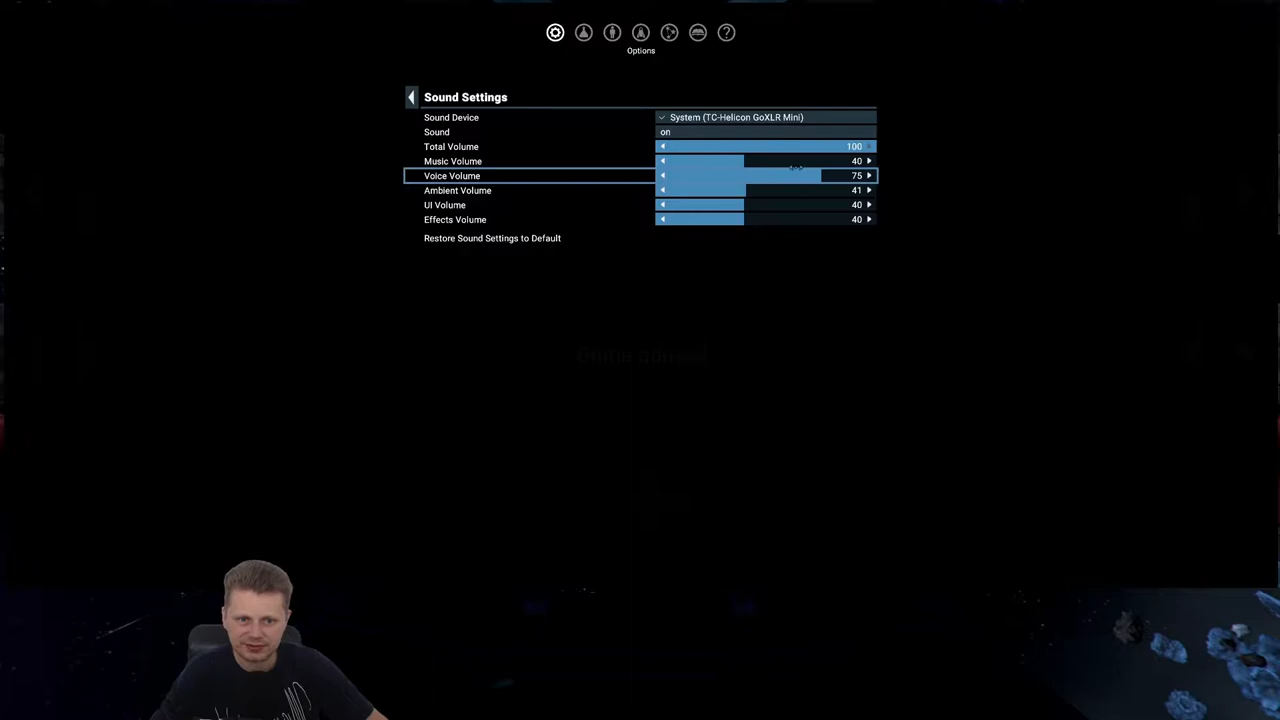 Options
Sound Settings
Sound Device System (TC-Helicon GoXLR Mini)
Sound on
Total Volume 100
Music Volume 40
Voice Volume 75
Ambient Volume 41
UI Volume 40
Effects Volume 40
Restore Sound Settings to Default